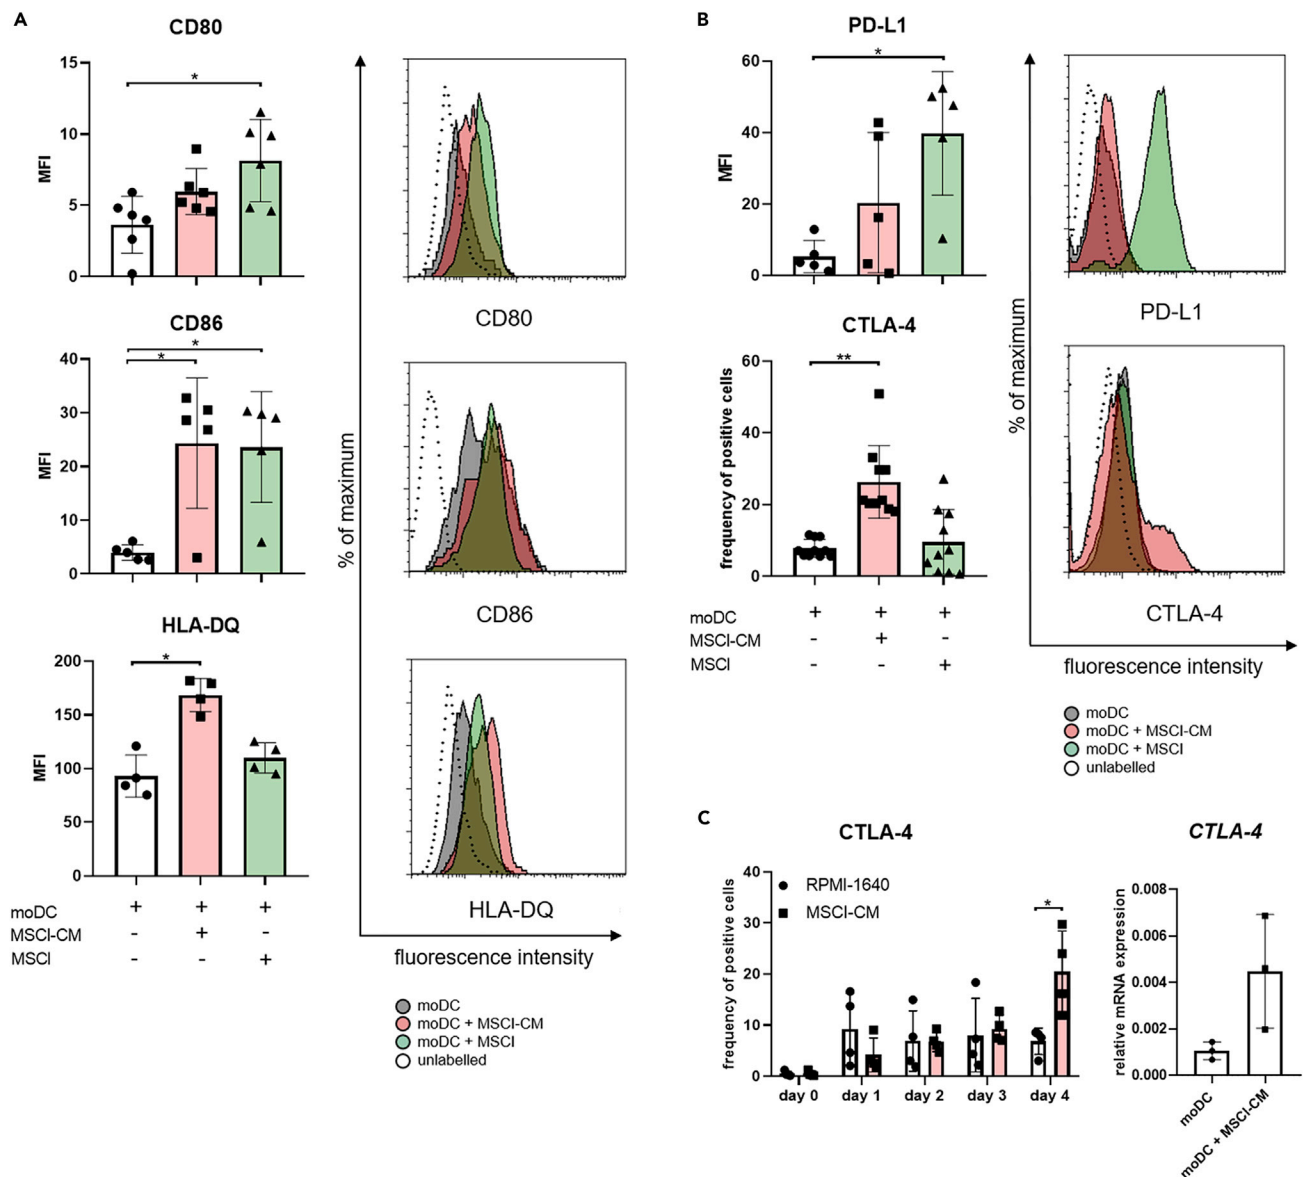 A
CD80
15
10
5
0
MFI
*
CD80
CD86
40
30
20
10
0
MFI
*
*
CD86
HLA-DQ
200
150
100
50
0
MFI
*
HLA-DQ
moDC + + +
MSCI-CM - + -
MSCI - - +
% of maximum
fluorescence intensity
moDC
moDC + MSCI-CM
moDC + MSCI
unlabelled
B
PD-L1
60
40
20
0
MFI
*
PD-L1
CTLA-4
60
40
20
0
frequency of positive cells
**
CTLA-4
moDC + + +
MSCI-CM - + -
MSCI - - +
% of maximum
fluorescence intensity
moDC
moDC + MSCI-CM
moDC + MSCI
unlabelled
C
CTLA-4
40
30
20
10
0
frequency of positive cells
RPMI-1640
MSCI-CM
*
day 0 day 1 day 2 day 3 day 4
CTLA-4
0.008
0.006
0.004
0.002
0.000
relative mRNA expression
moDC
moDC + MSCI-CM